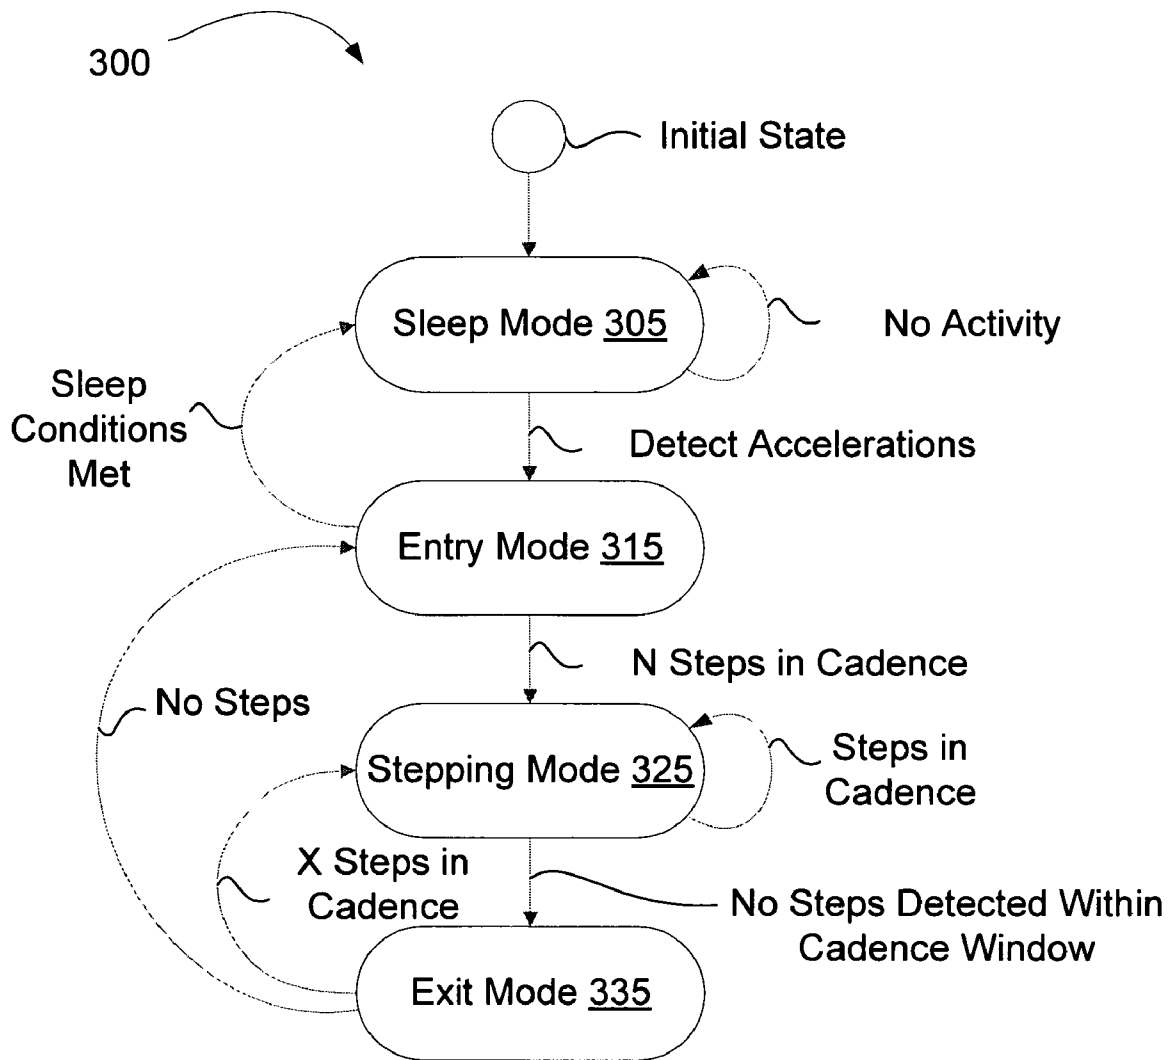 300
Initial State
Sleep Mode 305
No Activity
Sleep
Conditions
Met
Detect Accelerations
Entry Mode 315
N Steps in Cadence
No Steps
Stepping Mode 325
Steps in
Cadence
X Steps in
Cadence
No Steps Detected Within
Cadence Window
Exit Mode 335